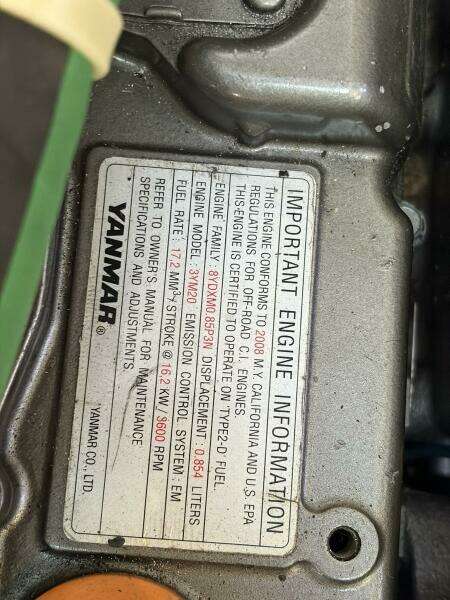 IMPORTANT ENGINE INFORMATION
THIS ENGINE CONFORMS TO 2008 M.Y. CALIFORNIA AND U.S. EPA
REGULATIONS FOR OFF-ROAD C.I. ENGINES.
THIS ENGINE IS CERTIFIED TO OPERATE ON "TYPE2-D" FUEL.
ENGINE FAMILY : 8YDXM0.85P3N DISPLACEMENT : 0.854 LITERS
ENGINE MODEL : 3YM20 EMISSION CONTROL SYSTEM : EM
FUEL RATE : 17.2 MM³/STROKE @ 16.2 KW / 3600 RPM
REFER TO OWNER'S MANUAL FOR MAINTENANCE
SPECIFICATIONS AND ADJUSTMENTS.
YANMAR® YANMAR CO., LTD.